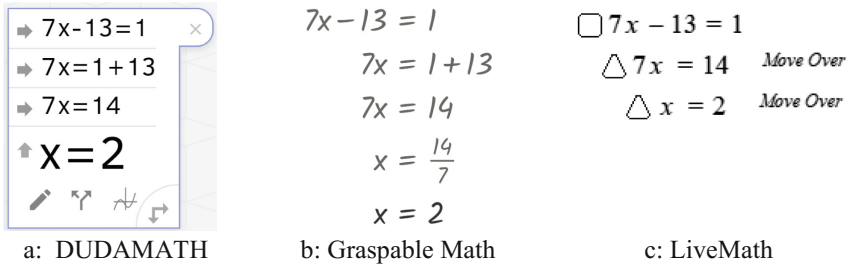 7x-13=1
7x=1+13
7x=14
x=2
a: DUDAMATH
7x − 13 = 1
7x = 1 + 13
7x = 14
x = 14/7
x = 2
b: Graspable Math
7x − 13 = 1
7x = 14 Move Over
x = 2 Move Over
c: LiveMath